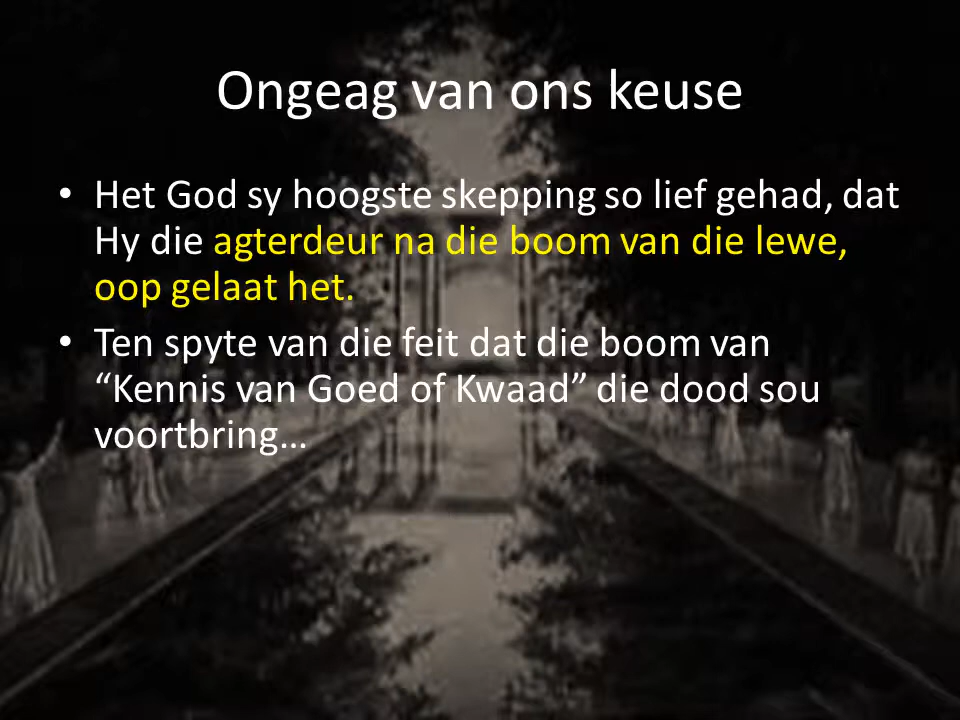 Ongeag van ons keuse
• Het God sy hoogste skepping so lief gehad, dat
Hy die agterdeur na die boom van die lewe,
oop gelaat het.
• Ten spyte van die feit dat die boom van
“Kennis van Goed of Kwaad” die dood sou
voortbring…